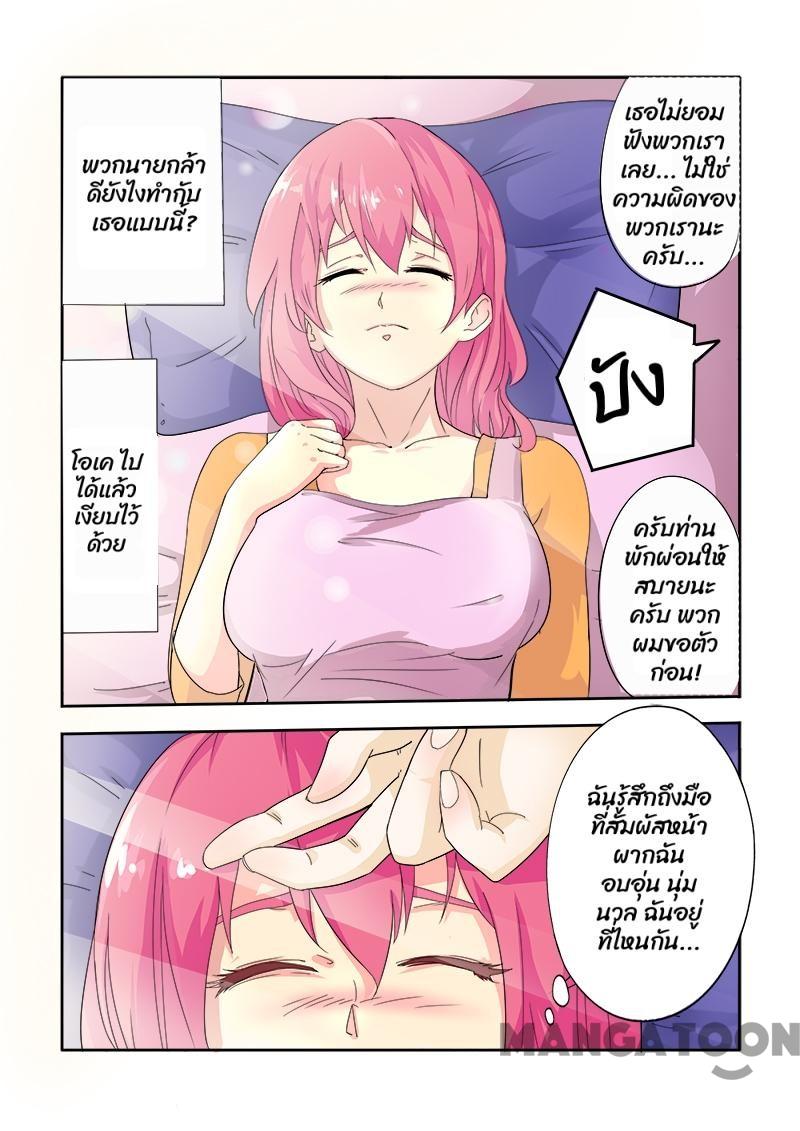 พวกนายกล้า
ดียังไงทำกับ
เธอแบบนี้?
เธอไม่ยอม
ฟังพวกเรา
เลย... ไม่ใช่
ความผิดของ
พวกเรานะ
ครับ...
ปัง
โอเค ไป
ได้แล้ว
เงียบไว้
ด้วย
ครับท่าน
พักผ่อนให้
สบายนะ
ครับ พวก
ผมขอตัว
ก่อน!
ฉันรู้สึกถึงมือ
ที่สัมผัสหน้า
ผากฉัน
อบอุ่น นุ่ม
นวล ฉันอยู่
ที่ไหนกัน...
MANGATOON